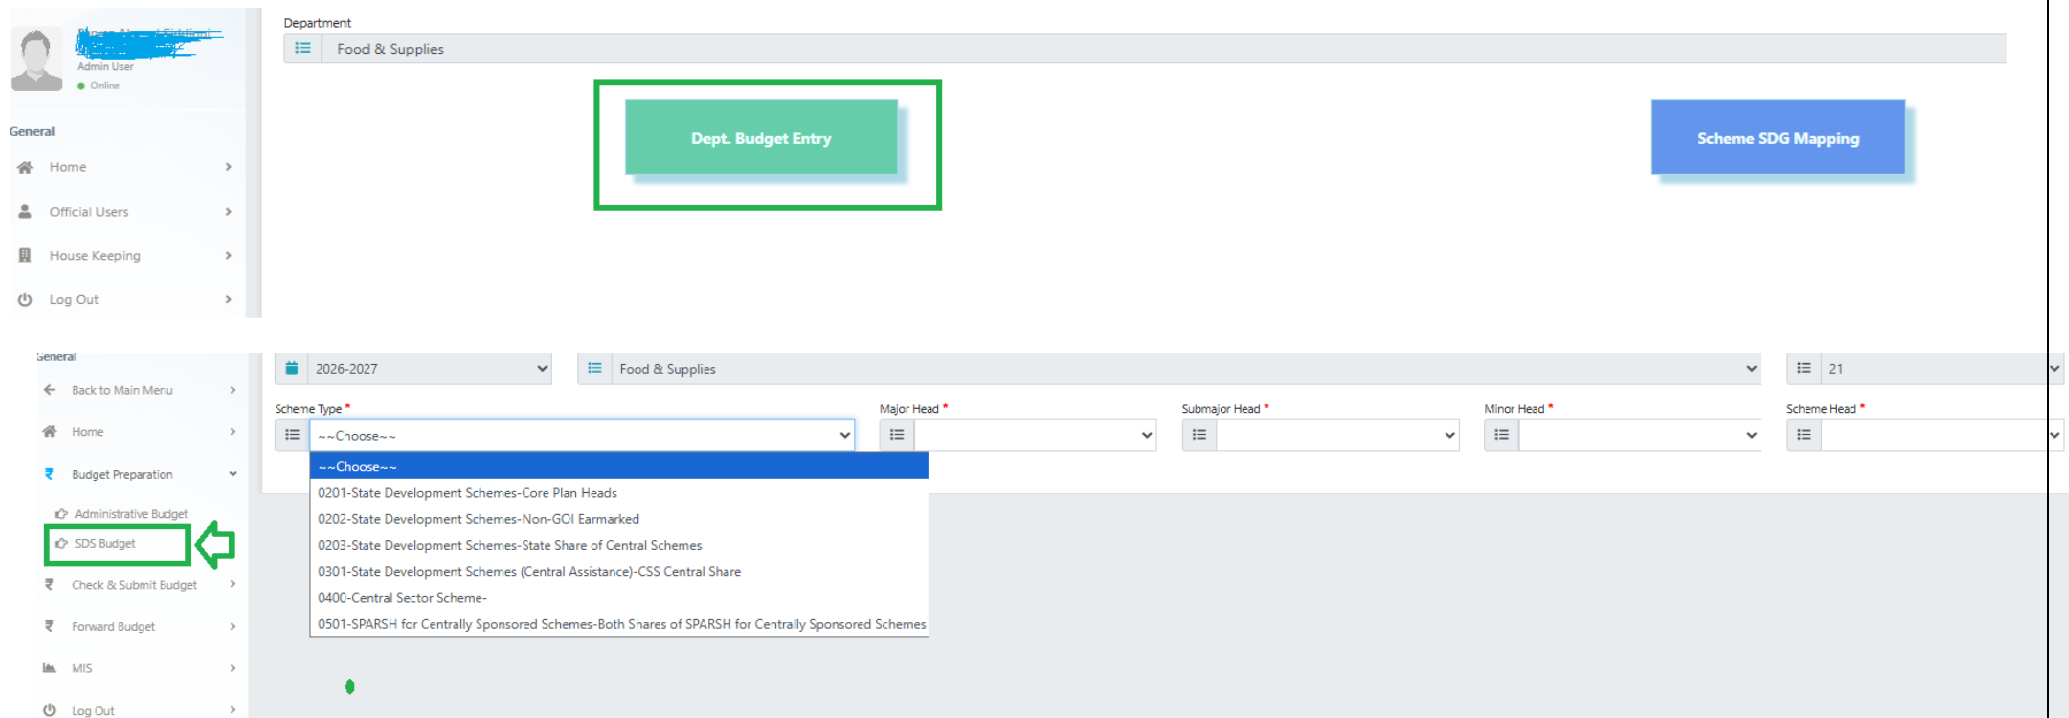 Department
Food & Supplies
Admin User
Online
Dept. Budget Entry
Scheme SDG Mapping
General
Home
Official Users
House Keeping
Log Out
General
Back to Main Menu
Home
Budget Preparation
Administrative Budget
SDS Budget
Check & Submit Budget
Forward Budget
MIS
Log Out
2026-2027
Food & Supplies
21
Scheme Type *
Major Head *
Submajor Head *
Minor Head *
Scheme Head *
~~Choose~~
~~Choose~~
0201-State Development Schemes-Core Plan Heads
0202-State Development Schemes-Non-GOI Earmarked
0203-State Development Schemes-State Share of Central Schemes
0301-State Development Schemes (Central Assistance)-CSS Central Share
0400-Central Sector Scheme-
0501-SPARSH for Centrally Sponsored Schemes-Both Shares of SPARSH for Centrally Sponsored Schemes